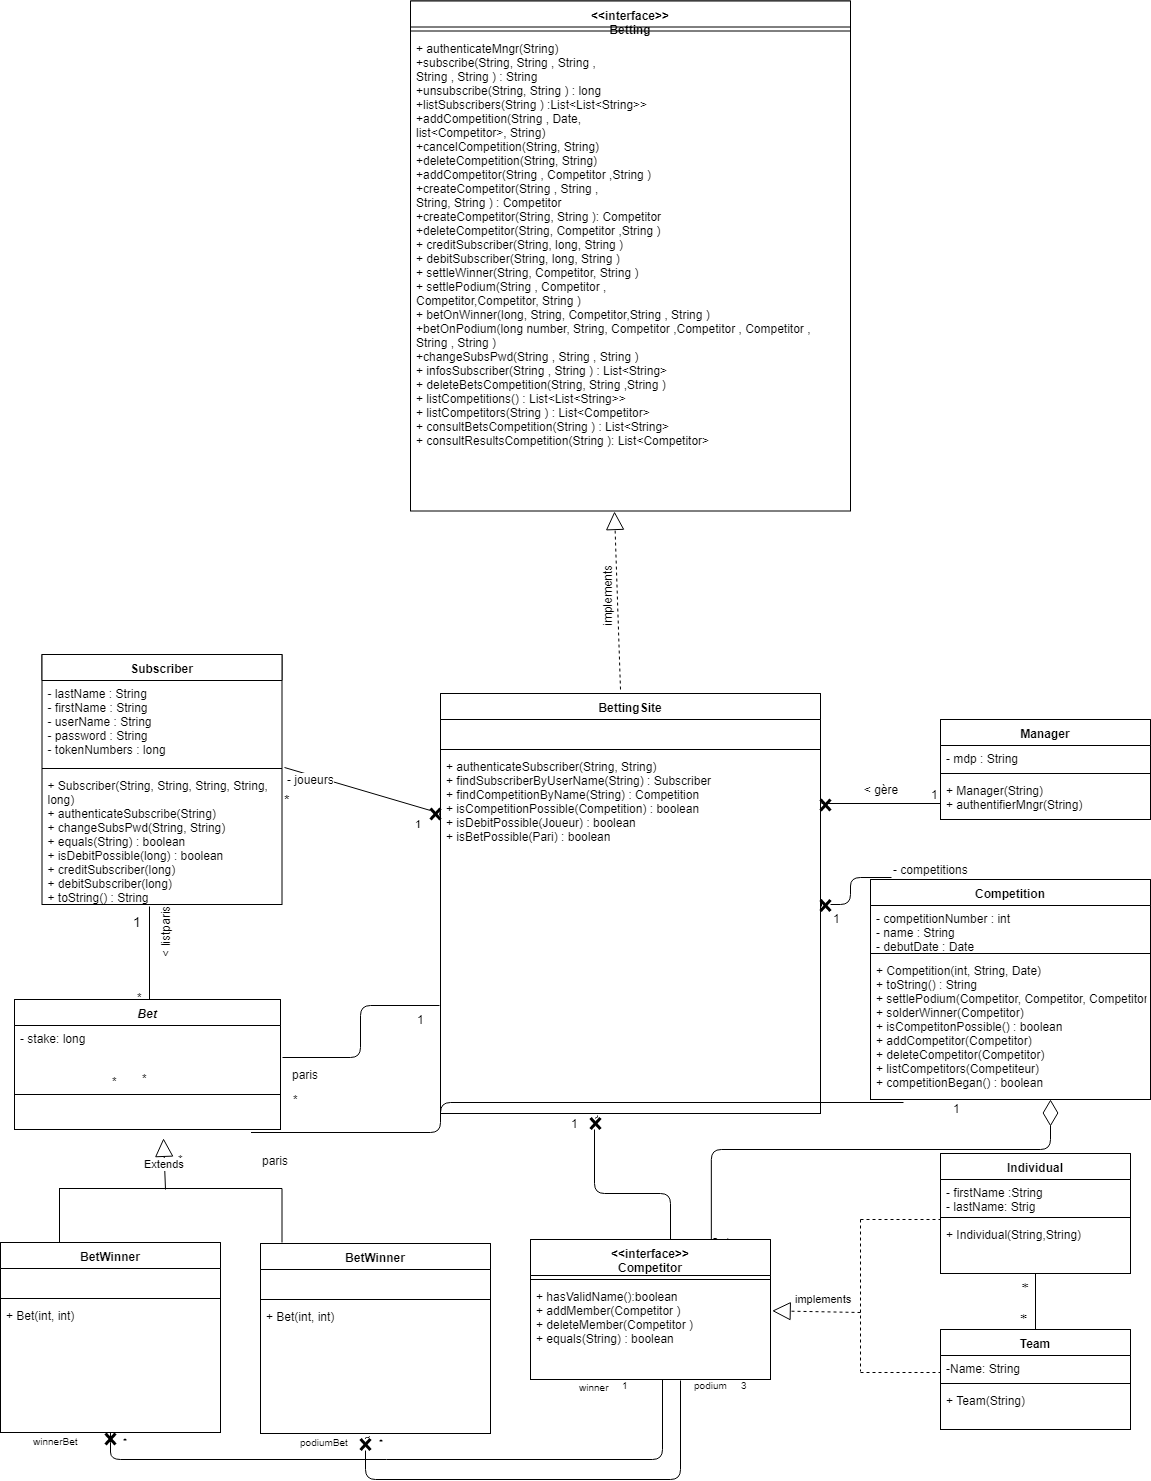 <<interface>>
Betting
+ authenticateMngr(String)
+subscribe(String, String , String ,
String , String ) : String
+unsubscribe(String, String ) : long
+listSubscribers(String ) :List<List<String>>
+addCompetition(String , Date,
list<Competitor>, String)
+cancelCompetition(String, String)
+deleteCompetition(String, String)
+addCompetitor(String , Competitor ,String )
+createCompetitor(String , String ,
String, String ) : Competitor
+createCompetitor(String, String ): Competitor
+deleteCompetitor(String, Competitor ,String )
+ creditSubscriber(String, long, String )
+ debitSubscriber(String, long, String )
+ settleWinner(String, Competitor, String )
+ settlePodium(String , Competitor ,
Competitor,Competitor, String )
+ betOnWinner(long, String, Competitor,String , String )
+betOnPodium(long number, String, Competitor ,Competitor , Competitor ,
String , String )
+changeSubsPwd(String , String , String )
+ infosSubscriber(String , String ) : List<String>
+ deleteBetsCompetition(String, String ,String )
+ listCompetitions() : List<List<String>>
+ listCompetitors(String ) : List<Competitor>
+ consultBetsCompetition(String ) : List<String>
+ consultResultsCompetition(String ): List<Competitor>
implements
Subscriber
- lastName : String
- firstName : String
- userName : String
- password : String
- tokenNumbers : long
+ Subscriber(String, String, String, String,
long)
+ authenticateSubscribe(String)
+ changeSubsPwd(String, String)
+ equals(String) : boolean
+ isDebitPossible(long) : boolean
+ creditSubscriber(long)
+ debitSubscriber(long)
+ toString() : String
- joueurs
*
1
BettingSite
+ authenticateSubscriber(String, String)
+ findSubscriberByUserName(String) : Subscriber
+ findCompetitionByName(String) : Competition
+ isCompetitionPossible(Competition) : boolean
+ isDebitPossible(Joueur) : boolean
+ isBetPossible(Pari) : boolean
< gère
1
Manager
- mdp : String
+ Manager(String)
+ authentifierMngr(String)
- competitions
1
Competition
- competitionNumber : int
- name : String
- debutDate : Date
+ Competition(int, String, Date)
+ toString() : String
+ settlePodium(Competitor, Competitor, Competitor
+ solderWinner(Competitor)
+ isCompetitonPossible() : boolean
+ addCompetitor(Competitor)
+ deleteCompetitor(Competitor)
+ listCompetitors(Competiteur)
+ competitionBegan() : boolean
1
< listparis
*
Bet
- stake: long
*
*
1
paris
*
1
1
Extends
*
paris
BetWinner
+ Bet(int, int)
BetWinner
+ Bet(int, int)
<<interface>>
Competitor
+ hasValidName():boolean
+ addMember(Competitor )
+ deleteMember(Competitor )
+ equals(String) : boolean
implements
Individual
- firstName :String
- lastName: Strig
+ Individual(String,String)
*
*
Team
-Name: String
+ Team(String)
winner
1
podium
3
winnerBet
*
podiumBet
*